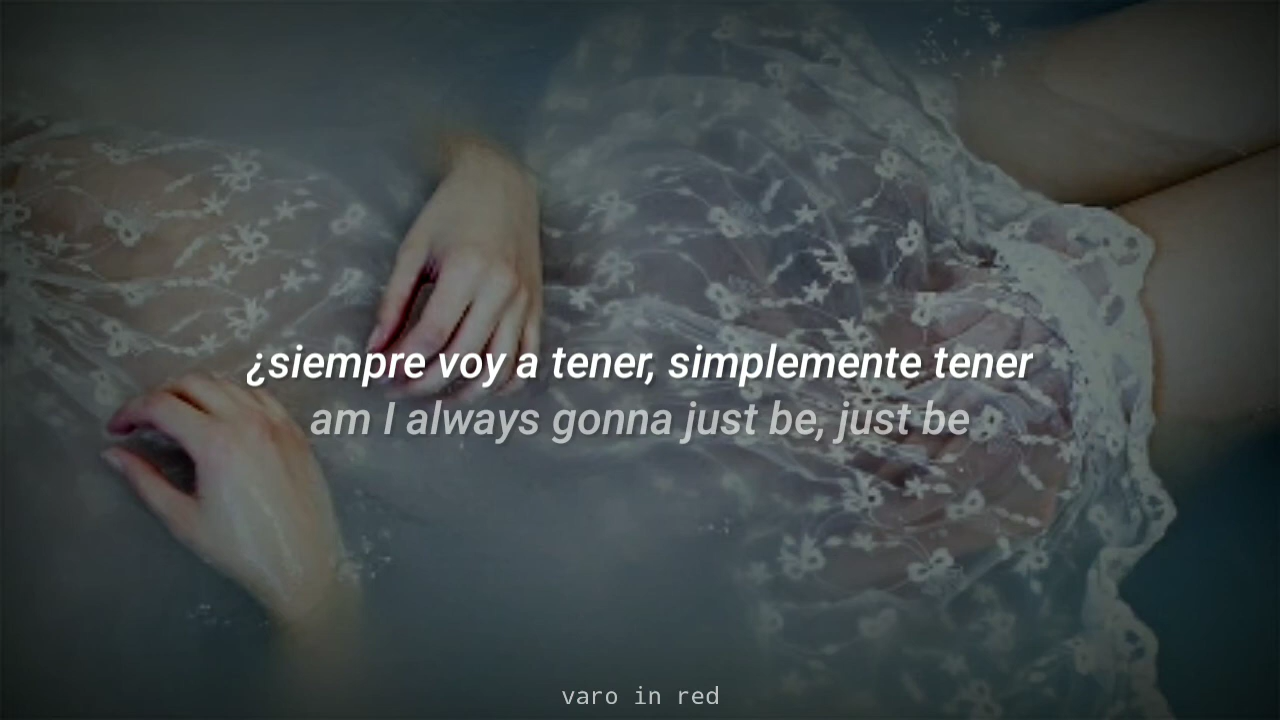 ¿siempre voy a tener, simplemente tener
am I always gonna just be, just be
varo in red